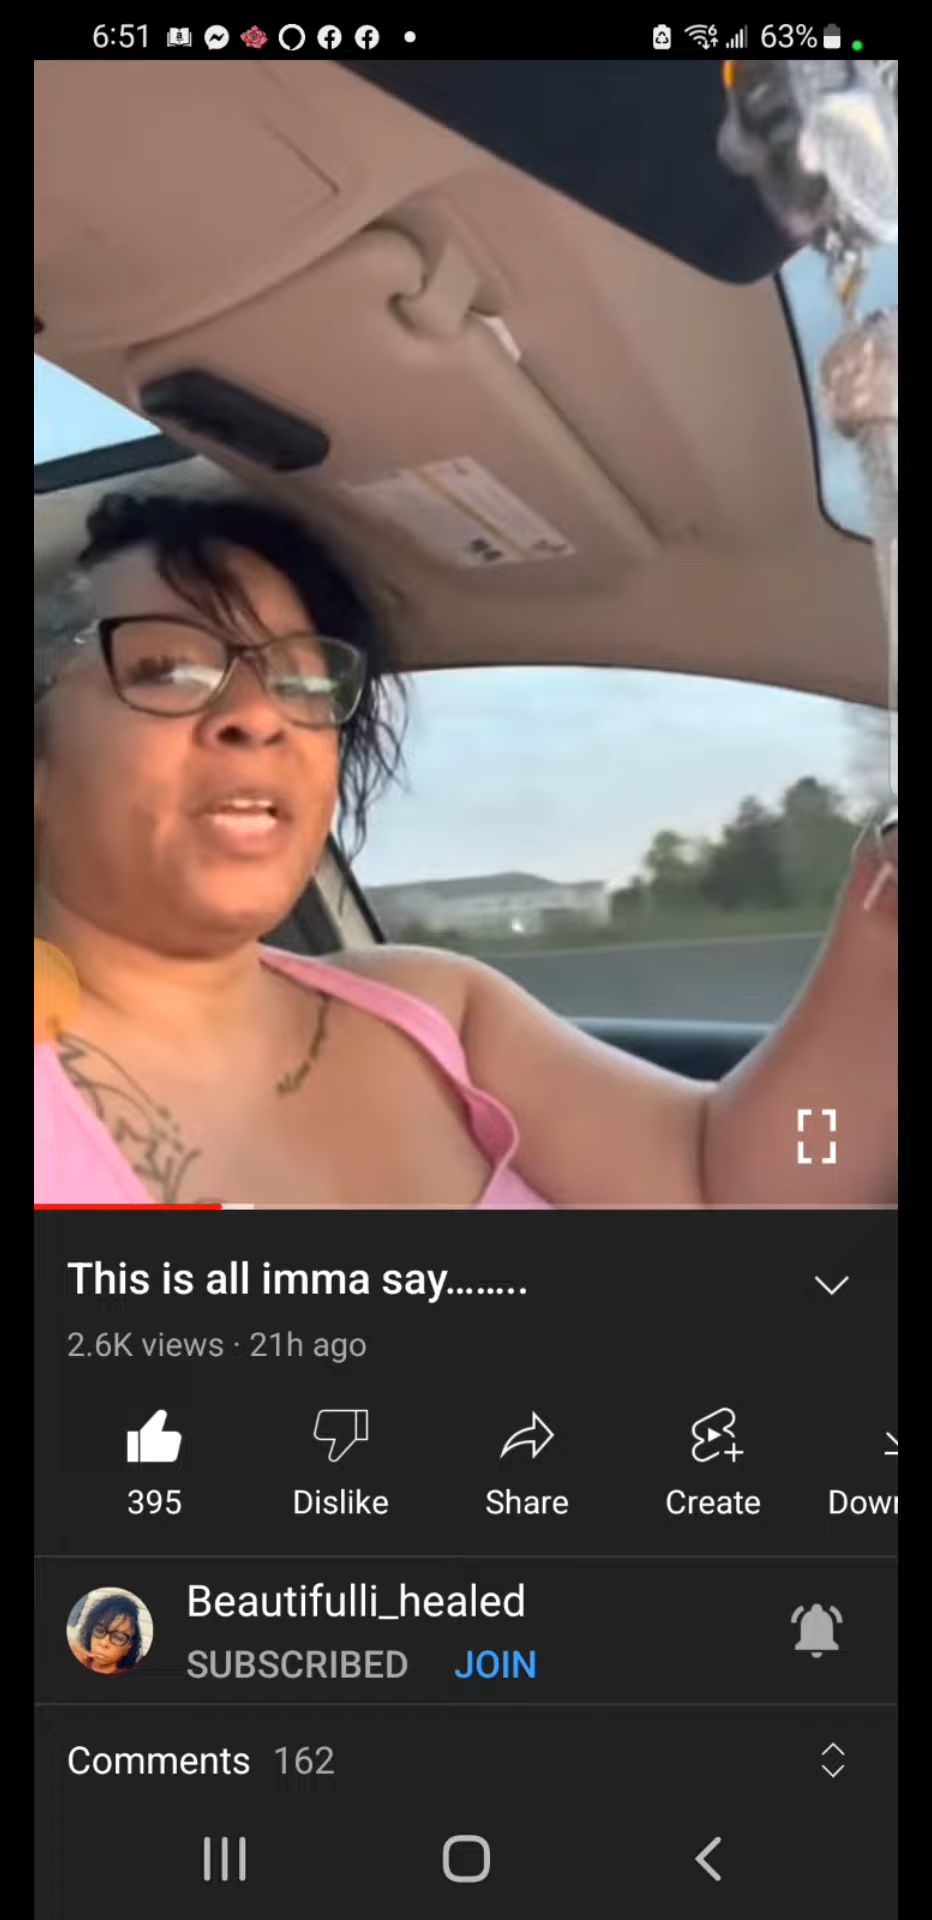 6:51
63%
This is all imma say........
2.6K views · 21h ago
395
Dislike
Share
Create
Dow
Beautifulli_healed
SUBSCRIBED
JOIN
Comments 162